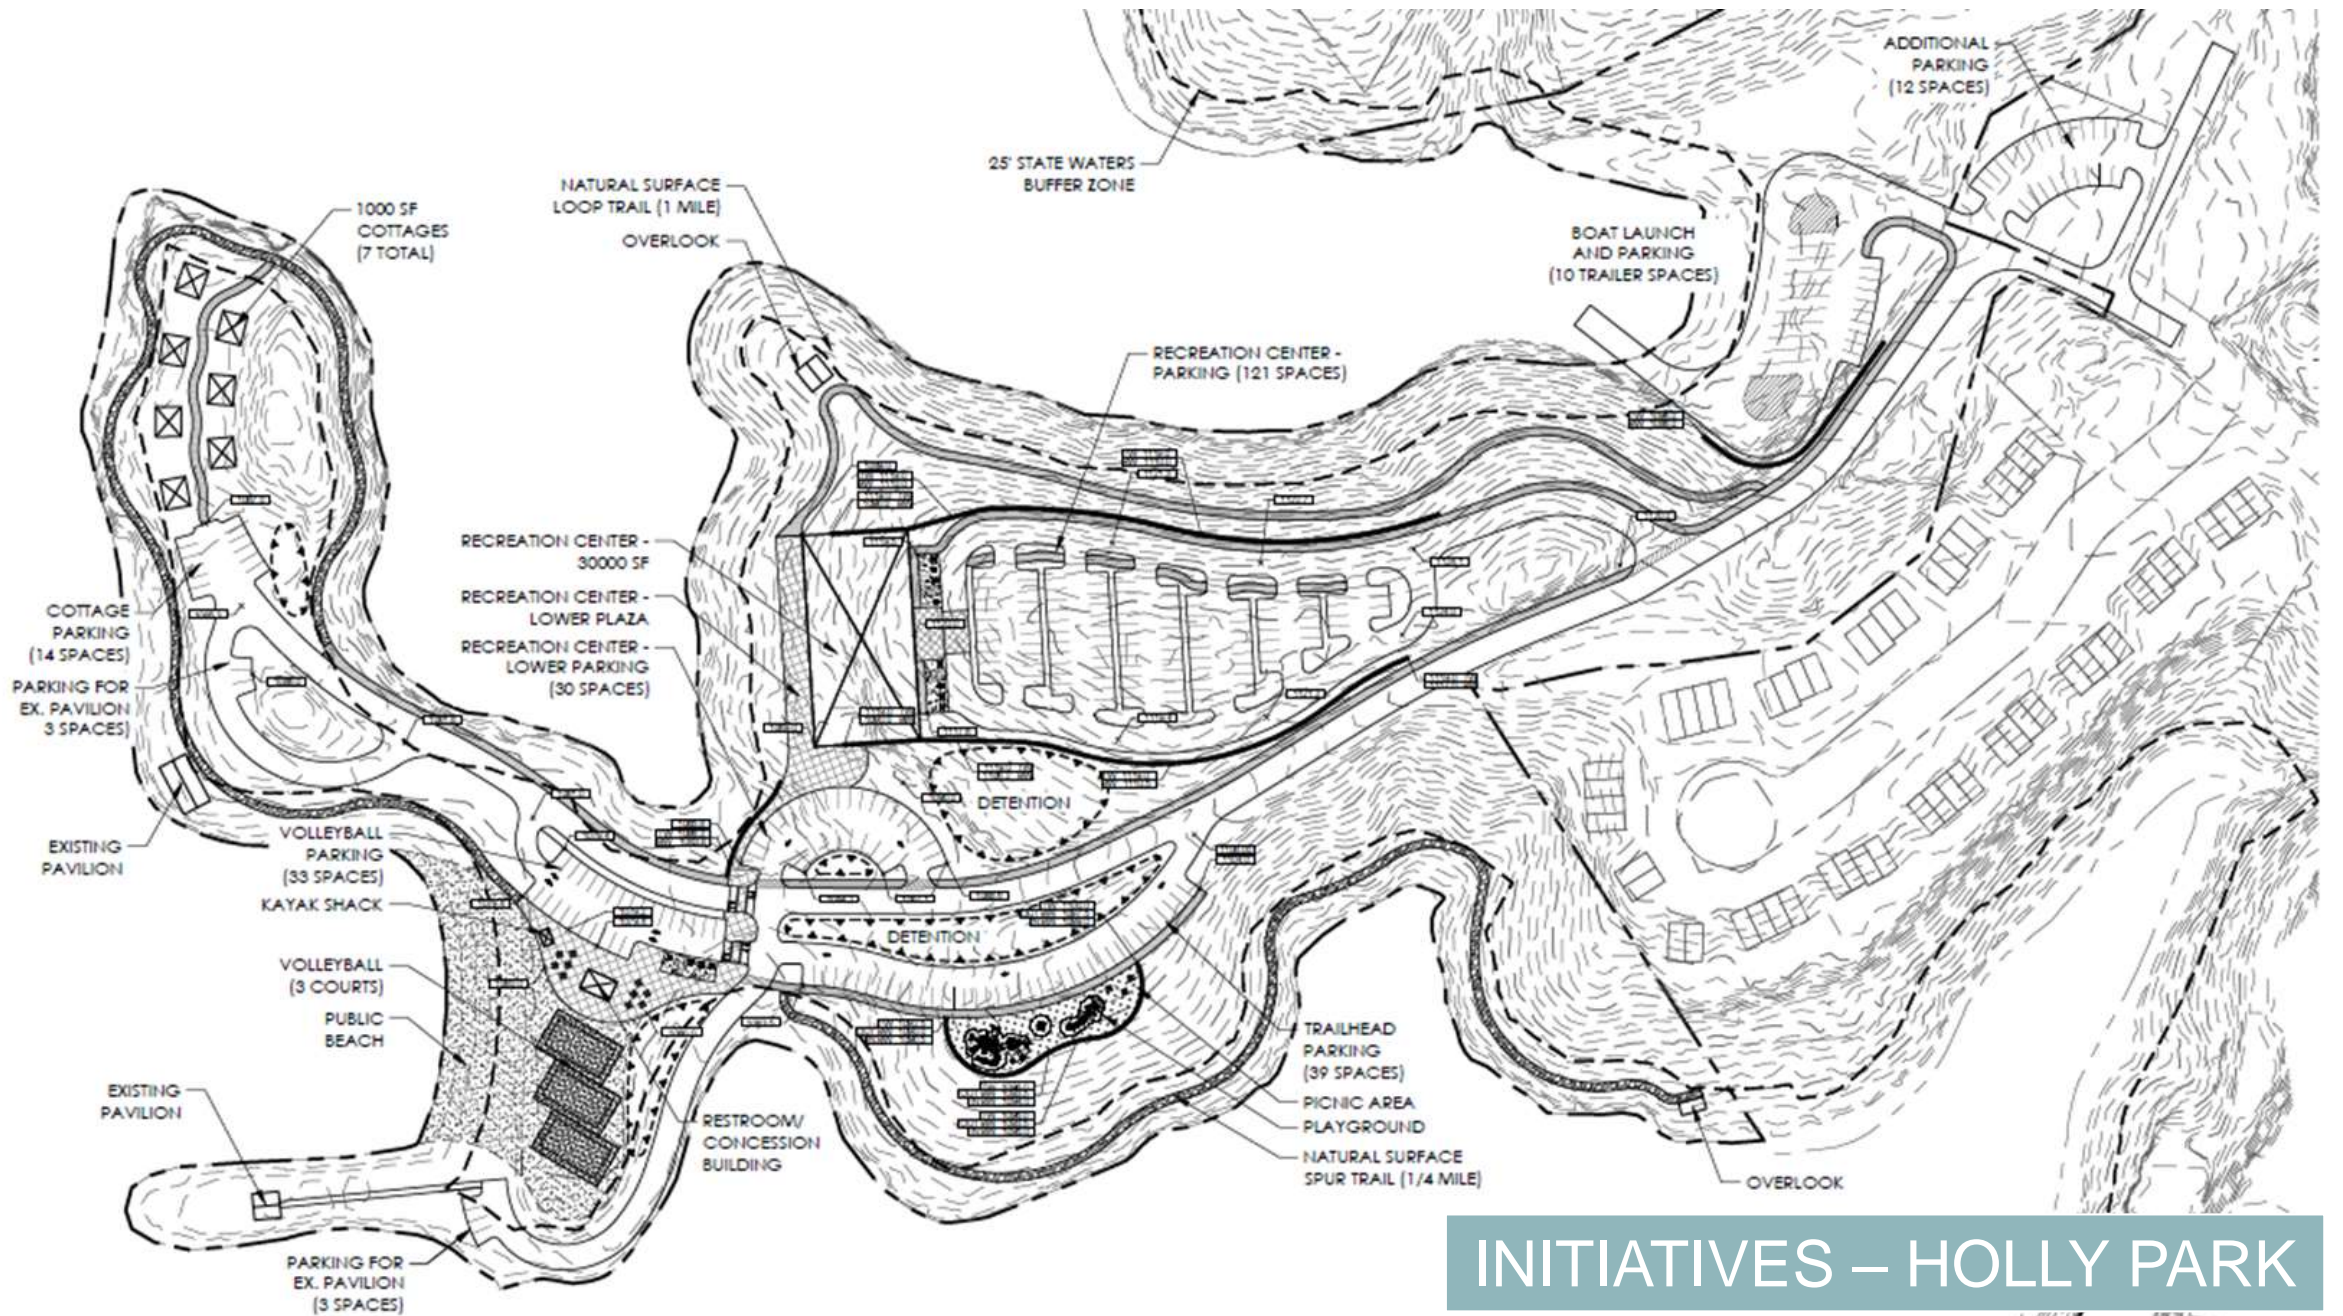 ADDITIONAL
PARKING
(12 SPACES)
25' STATE WATERS
BUFFER ZONE
NATURAL SURFACE
LOOP TRAIL (1 MILE)
OVERLOOK
1000 SF
COTTAGES
(7 TOTAL)
BOAT LAUNCH
AND PARKING
(10 TRAILER SPACES)
RECREATION CENTER -
PARKING (121 SPACES)
RECREATION CENTER -
30000 SF
RECREATION CENTER -
LOWER PLAZA
RECREATION CENTER -
LOWER PARKING
(30 SPACES)
COTTAGE
PARKING
(14 SPACES)
PARKING FOR
EX. PAVILION
3 SPACES)
EXISTING
PAVILION
VOLLEYBALL
PARKING
(33 SPACES)
KAYAK SHACK
VOLLEYBALL
(3 COURTS)
PUBLIC
BEACH
EXISTING
PAVILION
PARKING FOR
EX. PAVILION
(3 SPACES)
DETENTION
DETENTION
RESTROOM/
CONCESSION
BUILDING
TRAILHEAD
PARKING
(39 SPACES)
PICNIC AREA
PLAYGROUND
NATURAL SURFACE
SPUR TRAIL (1/4 MILE)
OVERLOOK
INITIATIVES – HOLLY PARK